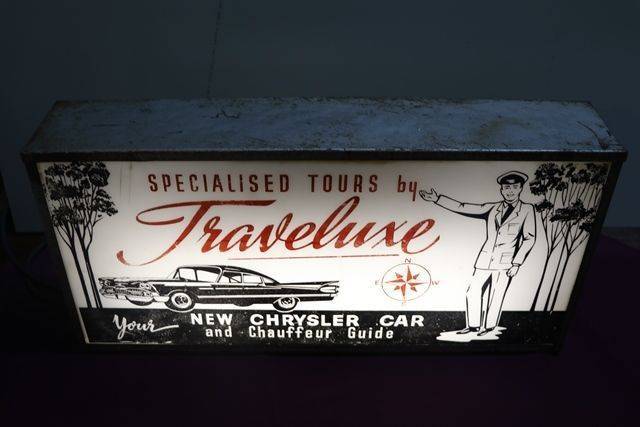 SPECIALISED TOURS by
Traveluxe
N
E W
Your NEW CHRYSLER CAR
and Chauffeur Guide